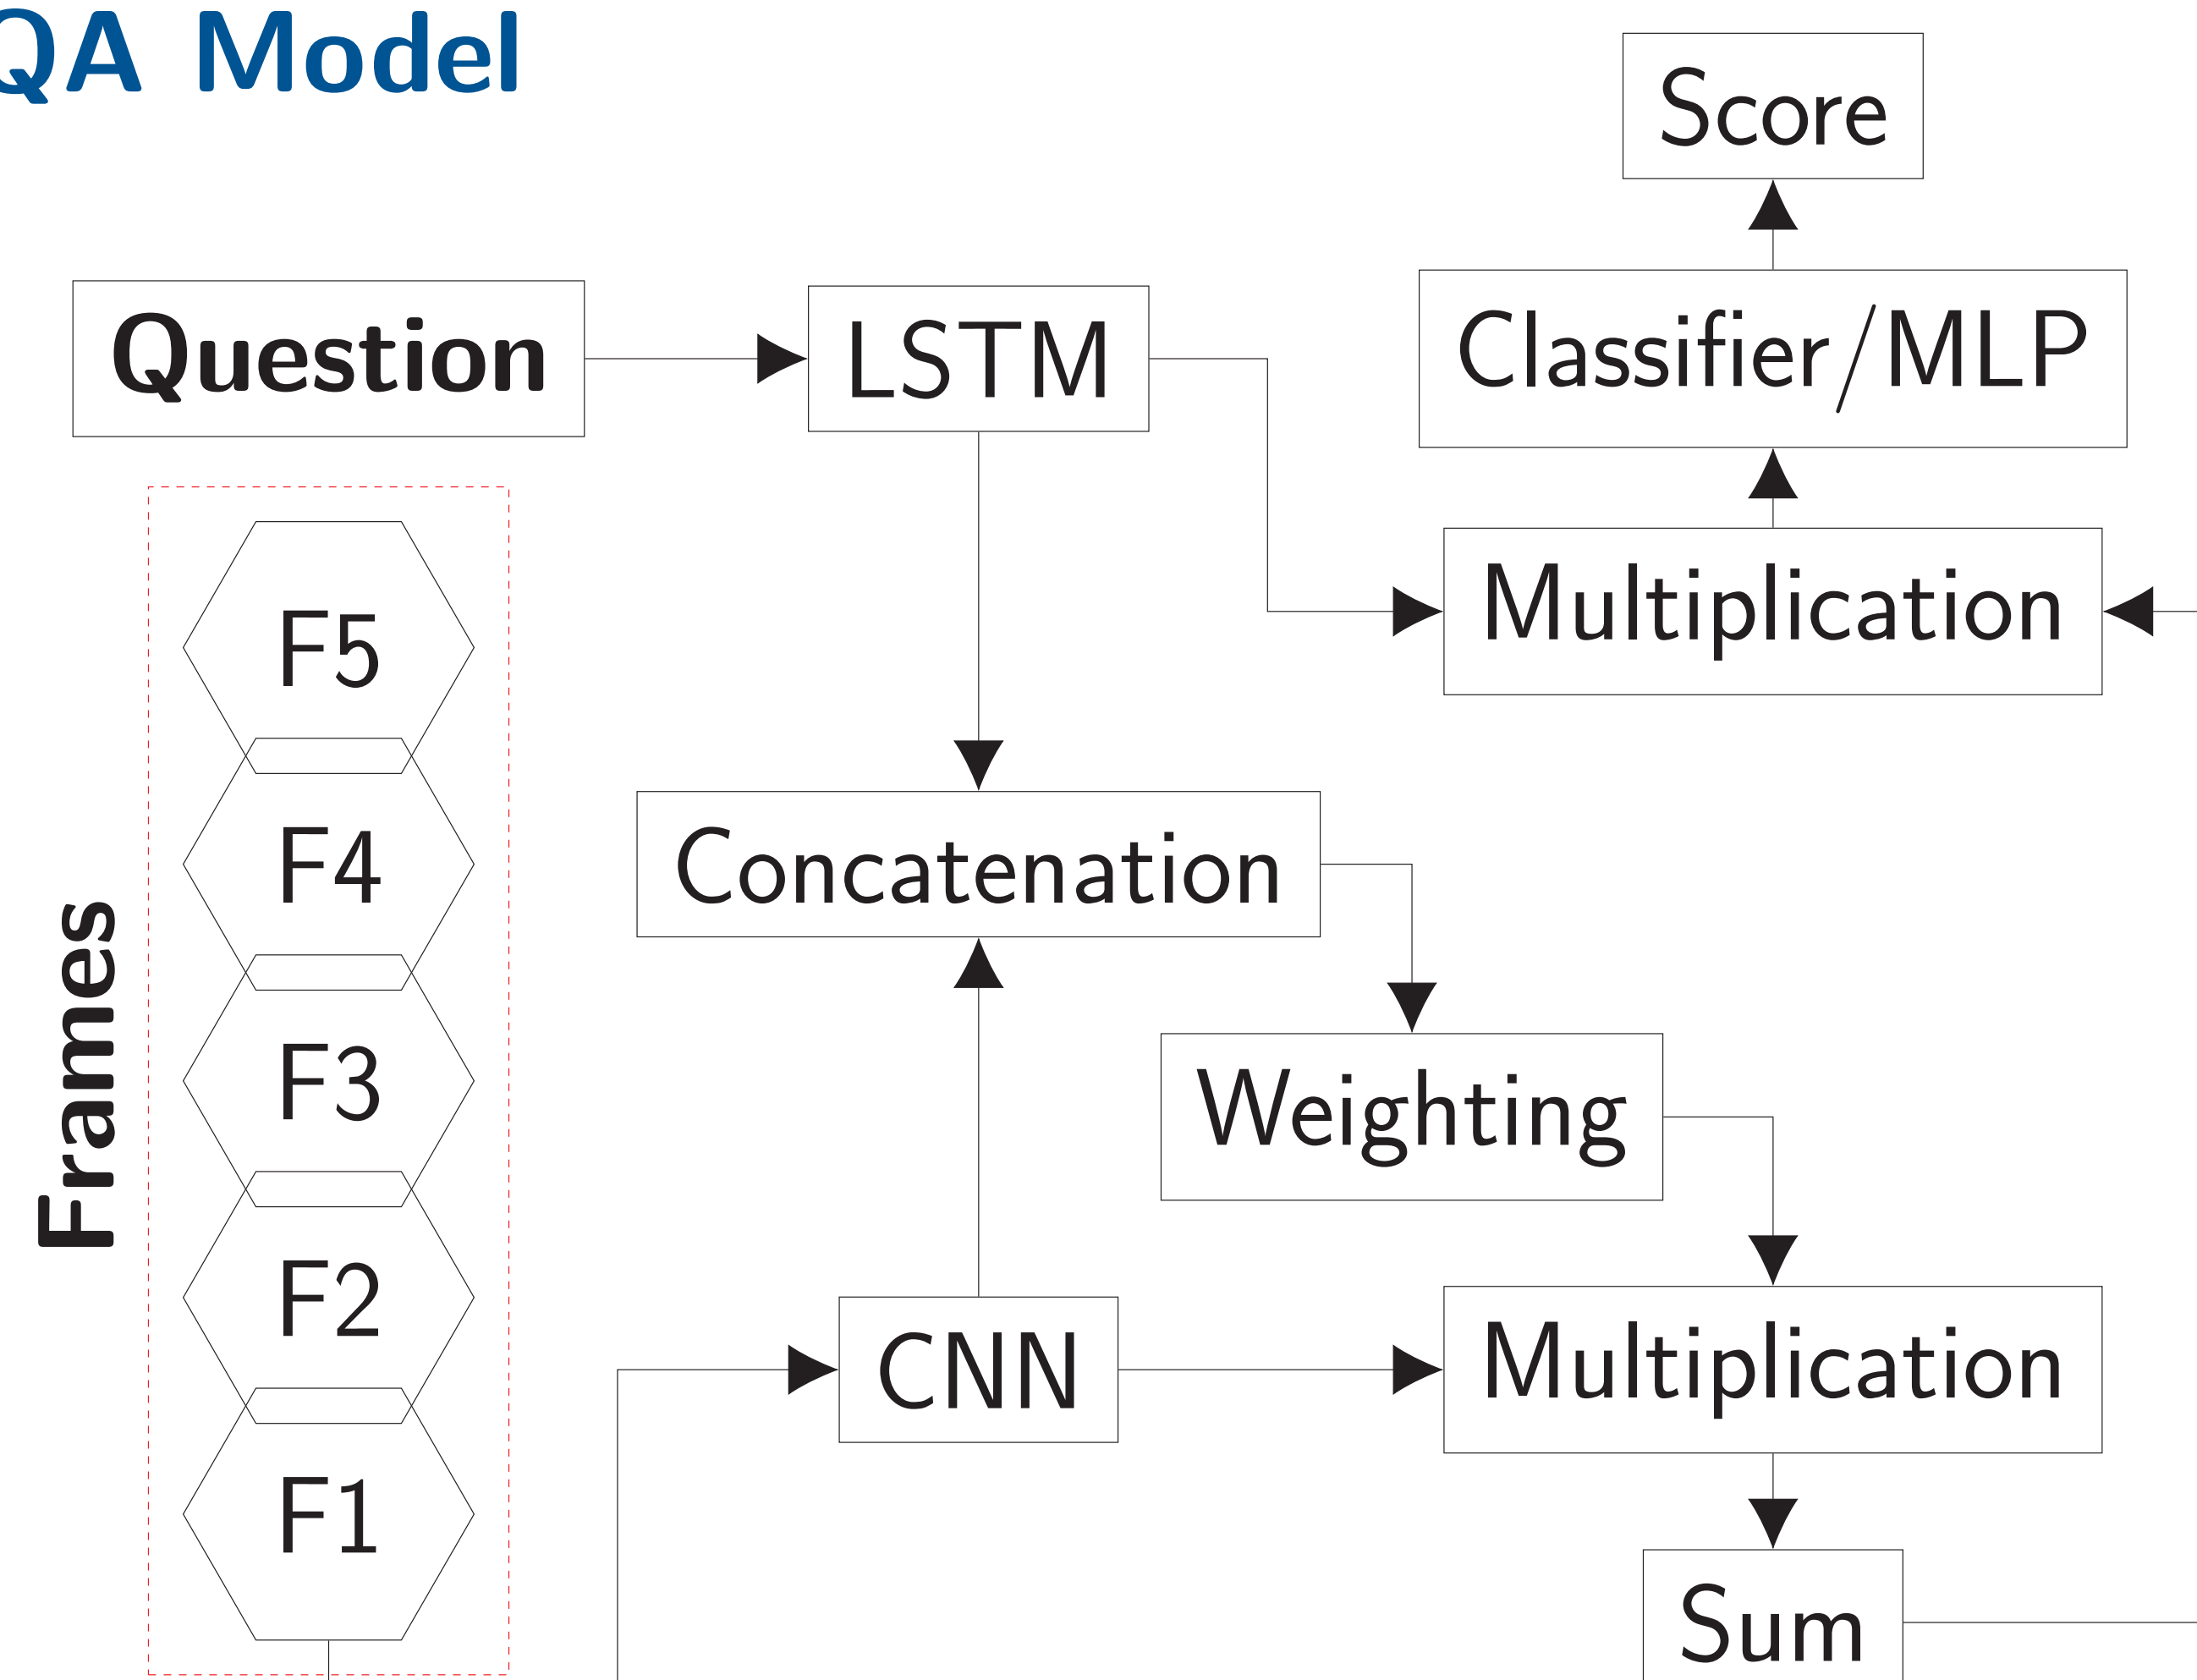 QA Model
Score
Question
LSTM
Classifier/MLP
Multiplication
F5
Concatenation
F4
Frames
Weighting
F3
F2
CNN
Multiplication
F1
Sum